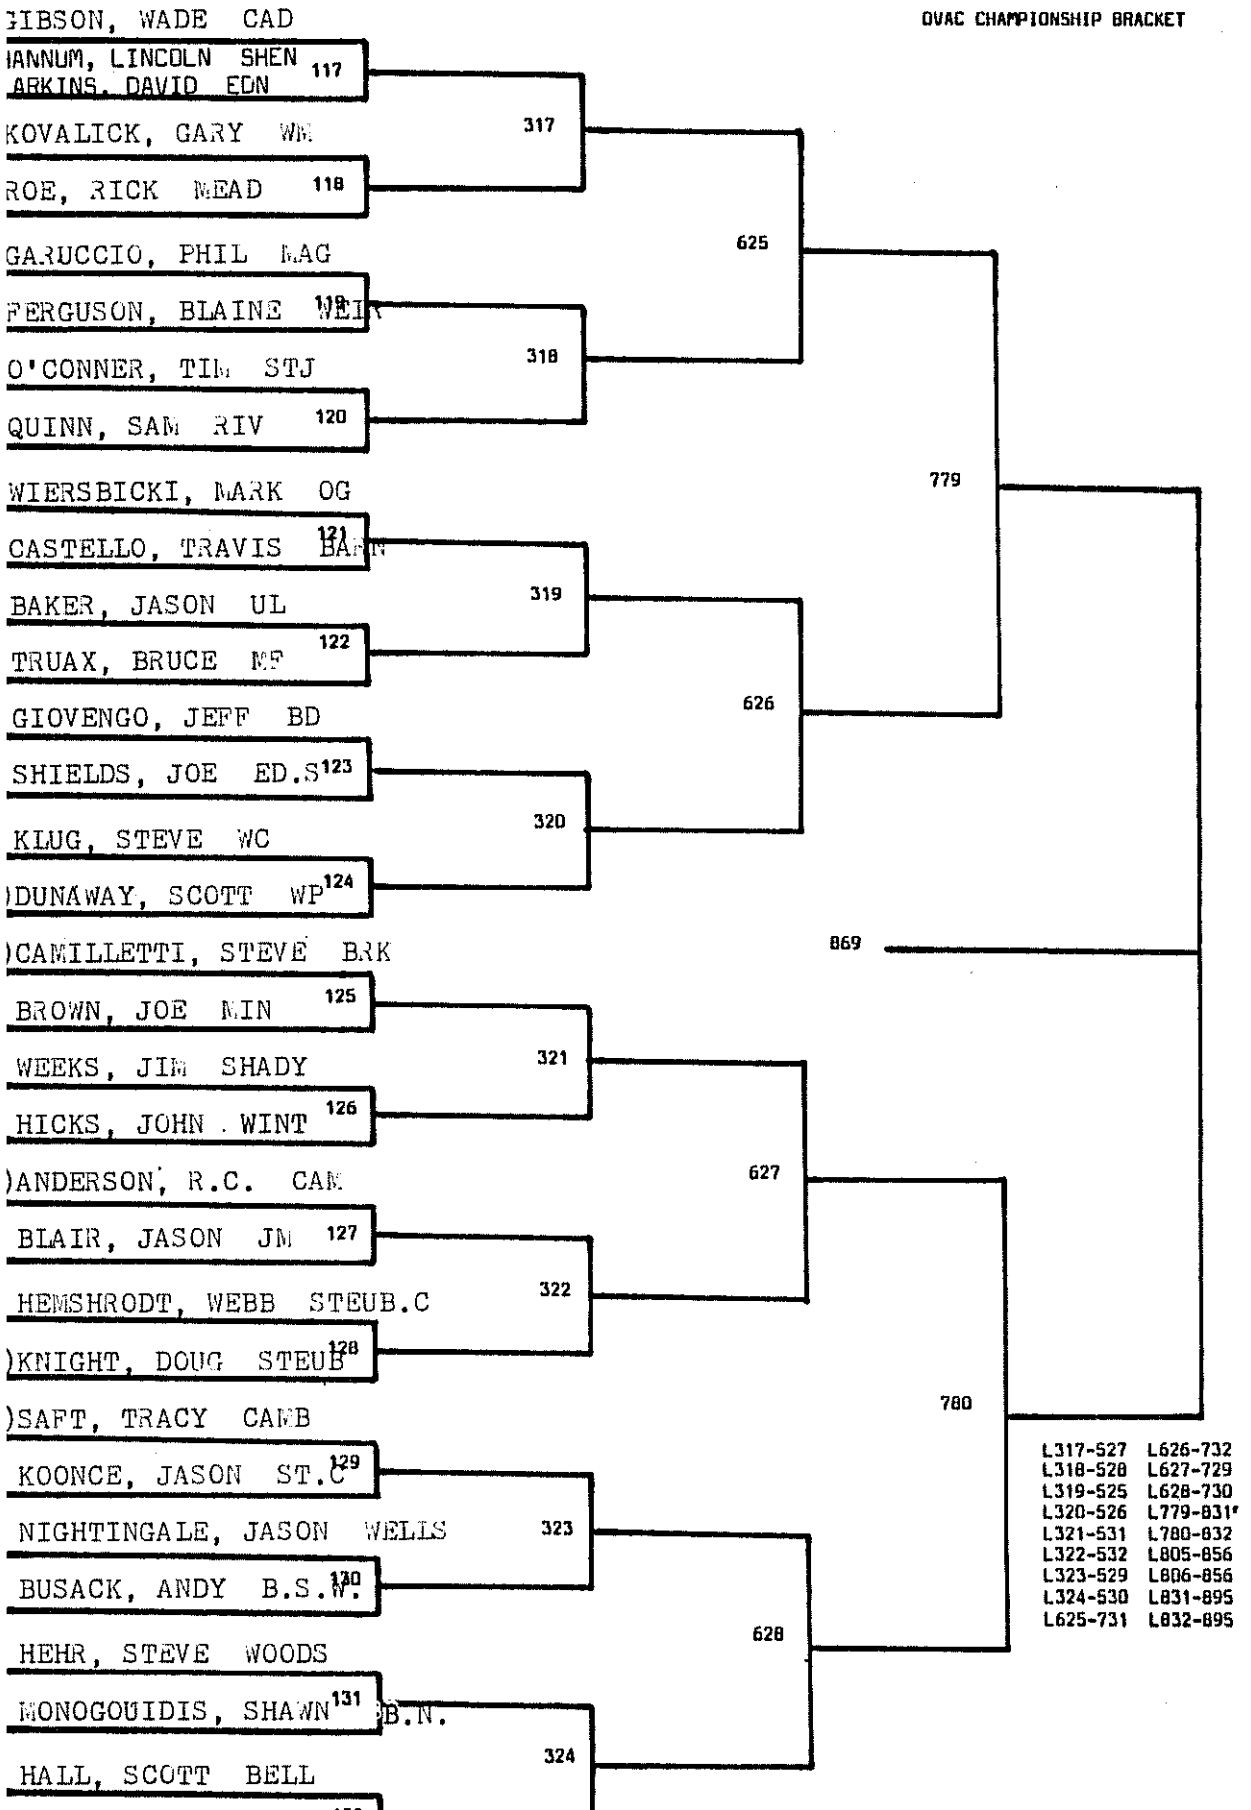 GIBSON, WADE CAD
OVAC CHAMPIONSHIP BRACKET
HANNUM, LINCOLN SHEN
117
ARKINS, DAVID EDN
KOVALICK, GARY WM
317
ROE, RICK MEAD 118
625
GARUCCIO, PHIL MAG
FERGUSON, BLAINE WEIR 119
318
O'CONNER, TIM STJ
QUINN, SAM RIV 120
779
WIERSBICKI, MARK OG
CASTELLO, TRAVIS BARN 121
319
BAKER, JASON UL
TRUAX, BRUCE MF 122
626
GIOVENGO, JEFF BD
SHIELDS, JOE ED.S 123
320
KLUG, STEVE WC
)DUNAWAY, SCOTT WP 124
869
)CAMILLETTI, STEVE BRK
BROWN, JOE MIN 125
321
WEEKS, JIM SHADY
HICKS, JOHN WINT 126
627
)ANDERSON, R.C. CAM
BLAIR, JASON JM 127
322
HEMSHRODT, WEBB STEUB.C
)KNIGHT, DOUG STEUB 128
780
)SAFT, TRACY CAMB
KOONCE, JASON ST.C 129
L317-527 L626-732
L318-528 L627-729
L319-525 L628-730
L320-526 L779-831
L321-531 L780-832
L322-532 L805-856
L323-529 L806-856
L324-530 L831-895
L625-731 L832-895
NIGHTINGALE, JASON WELLS
323
BUSACK, ANDY B.S.W. 130
628
HEHR, STEVE WOODS
MONOGOUIDIS, SHAWN 131 B.N.
324
HALL, SCOTT BELL